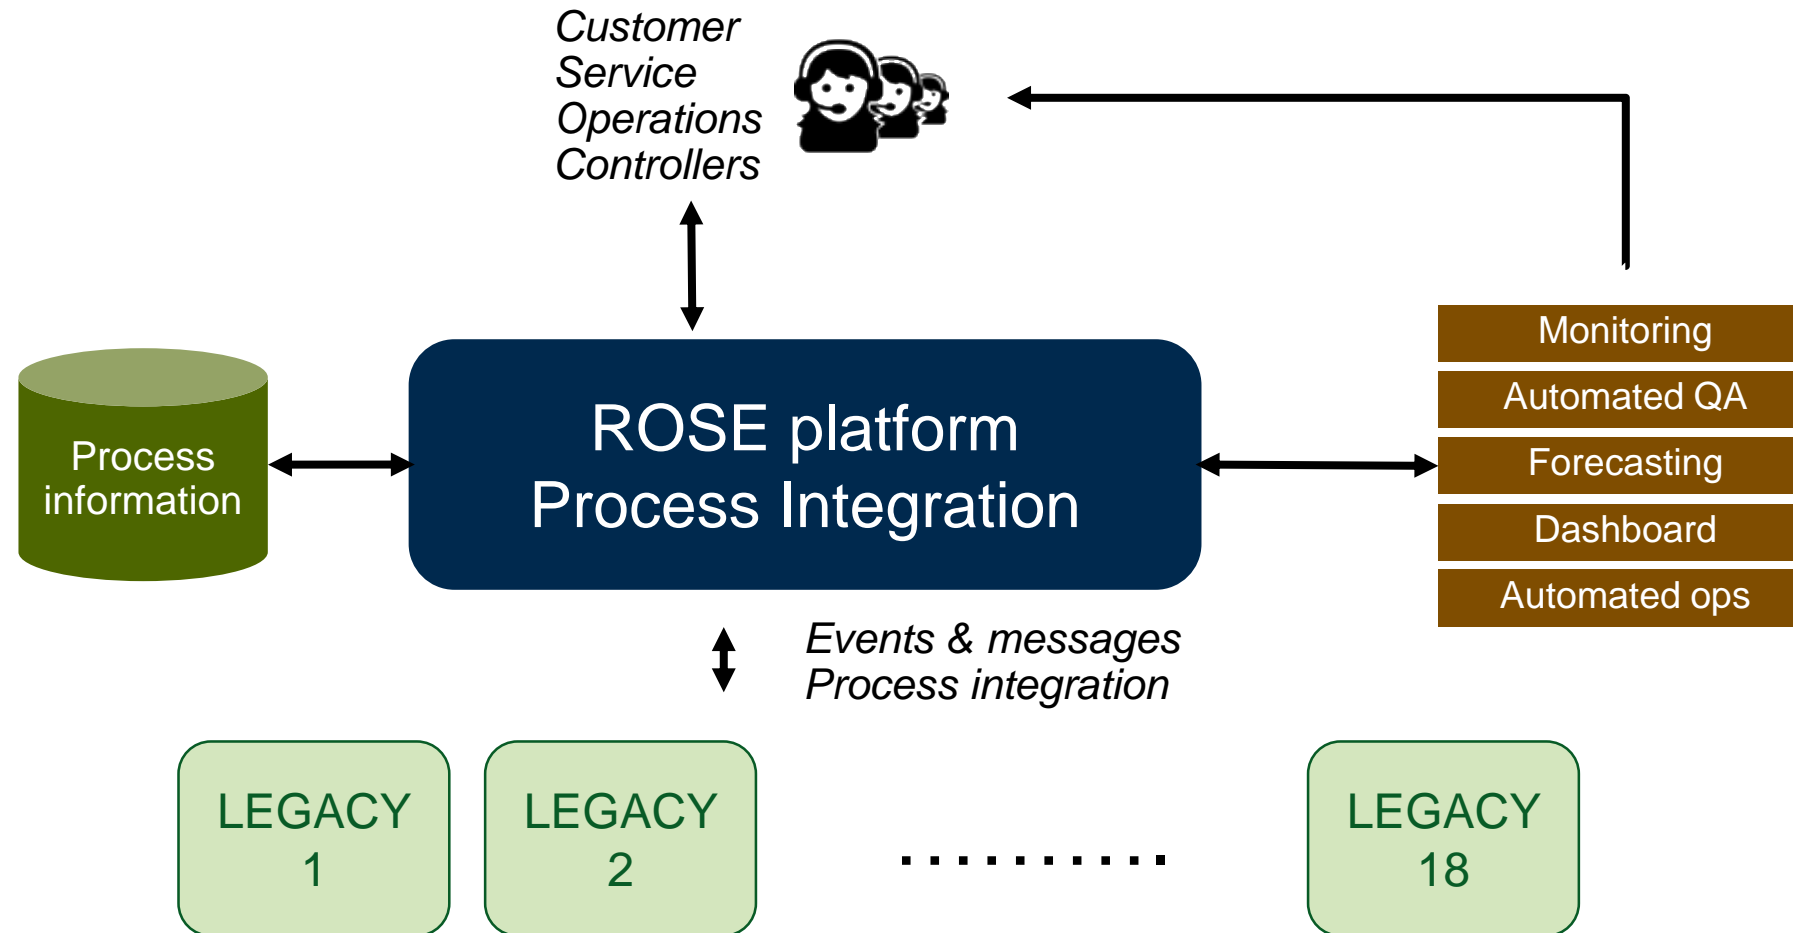 Customer
Service
Operations
Controllers
Process
information
ROSE platform
Process Integration
Monitoring
Automated QA
Forecasting
Dashboard
Automated ops
Events & messages
Process integration
LEGACY
1
LEGACY
2
..........
LEGACY
18